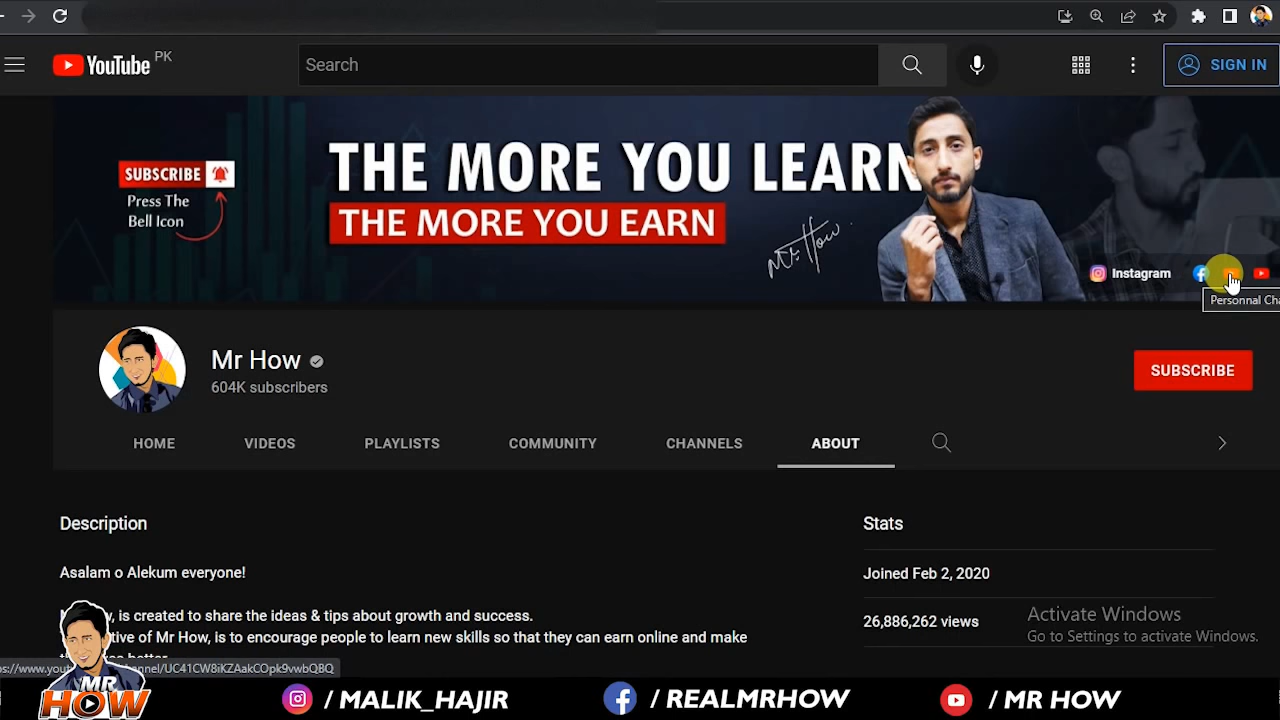 YouTube PK
Search
SIGN IN
THE MORE YOU LEARN
THE MORE YOU EARN
SUBSCRIBE
Press The
Bell Icon
Mr How
Instagram
Personnal Cha
Mr How
604K subscribers
SUBSCRIBE
HOME VIDEOS PLAYLISTS COMMUNITY CHANNELS ABOUT
Description
Stats
Asalam o Alekum everyone!
Joined Feb 2, 2020
, is created to share the ideas & tips about growth and success.
26,886,262 views
Activate Windows
Go to Settings to activate Windows.
tive of Mr How, is to encourage people to learn new skills so that they can earn online and make
MR
HOW
/ MALIK_HAJIR
/ REALMRHOW
/ MR HOW